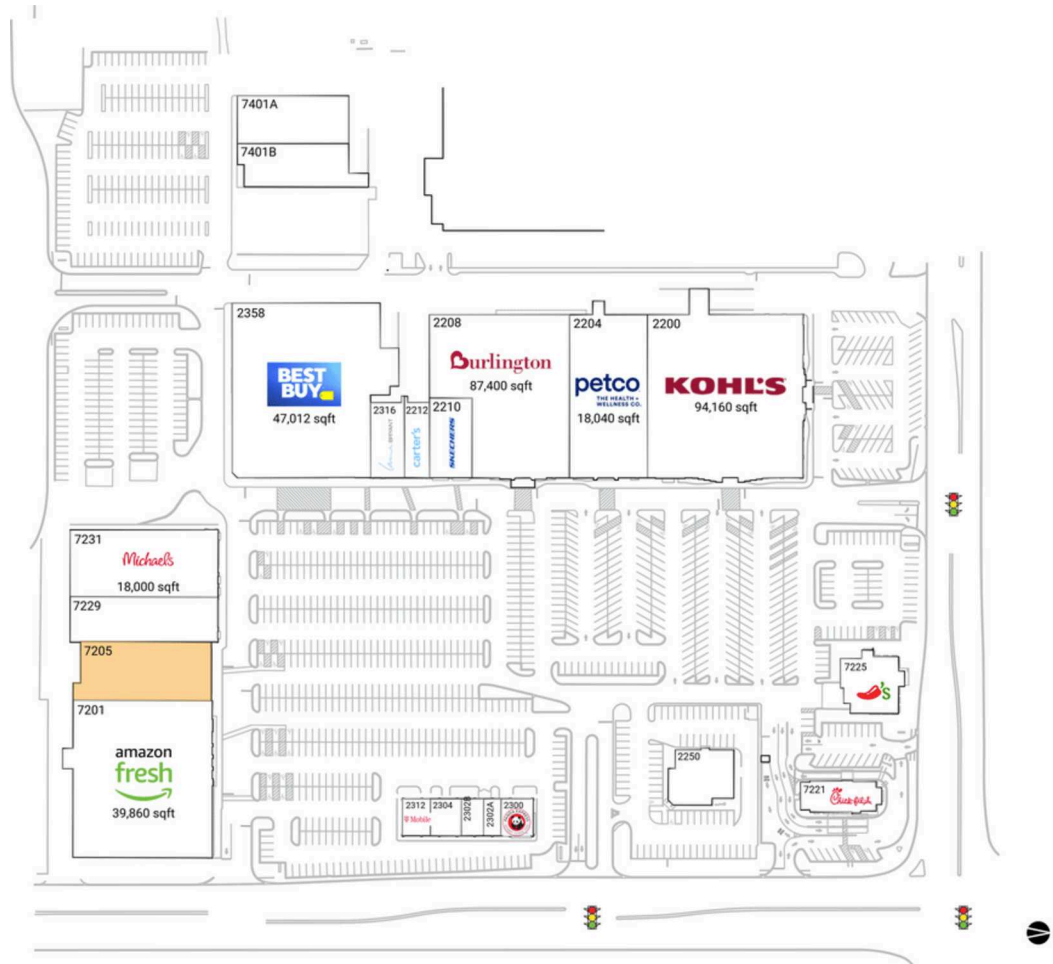 7401A
7401B
2358
BEST
BUY
47,012 sqft
2316
2212
carter's
2210
SKECHERS
2208
Burlington
87,400 sqft
2204
petco
THE HEALTH +
WELLNESS CO.
18,040 sqft
2200
KOHL'S
94,160 sqft
7231
Michaels
18,000 sqft
7229
7205
7201
amazon
fresh
39,860 sqft
7225
's
2250
7221
Chick-fil-A
2312
T Mobile
2304
2302B
2302A
2300